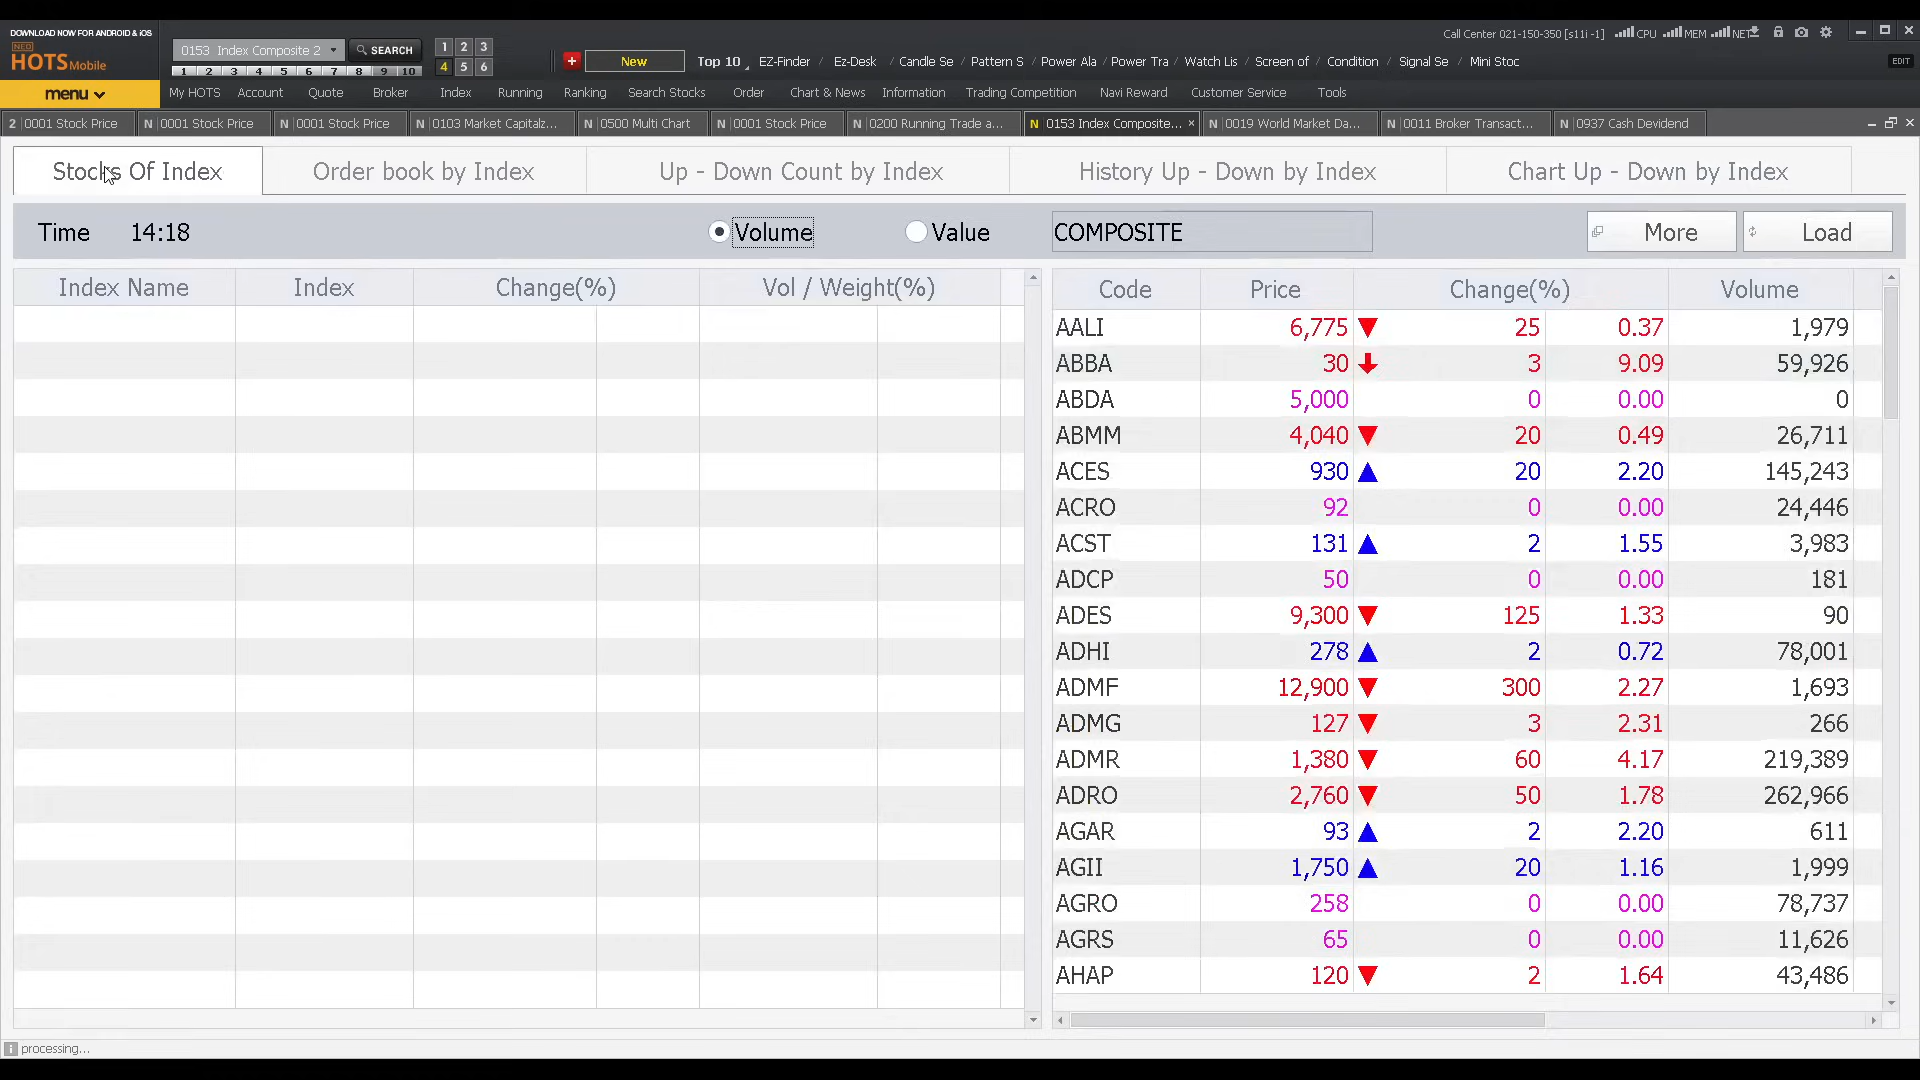 DOWNLOAD NOW FOR ANDROID & iOS
NEO
HOTS Mobile
menu
0153 Index Composite 2
SEARCH
1 2 3 4 5 6 7 8 9 10
1 2 3
4 5 6
New
Top 10 EZ-Finder / Ez-Desk / Candle Se / Pattern S / Power Ala / Power Tra / Watch Lis / Screen of / Condition / Signal Se / Mini Stoc
Call Center 021-150-350 [s11i -1] CPU MEM NET
EDIT
My HOTS Account Quote Broker Index Running Ranking Search Stocks Order Chart & News Information Trading Competition Navi Reward Customer Service Tools
2 0001 Stock Price N 0001 Stock Price N 0001 Stock Price N 0103 Market Capitalz... N 0500 Multi Chart N 0001 Stock Price N 0200 Running Trade a... N 0153 Index Composite... × N 0019 World Market Da... N 0011 Broker Transact... N 0937 Cash Devidend
Stocks Of Index Order book by Index Up - Down Count by Index History Up - Down by Index Chart Up - Down by Index
Time 14:18 Volume Value COMPOSITE More Load
Index Name Index Change(%) Vol / Weight(%)
Code Price Change(%) Volume
AALI 6,775 ▼ 25 0.37 1,979
ABBA 30 🡇 3 9.09 59,926
ABDA 5,000 0 0.00 0
ABMM 4,040 ▼ 20 0.49 26,711
ACES 930 ▲ 20 2.20 145,243
ACRO 92 0 0.00 24,446
ACST 131 ▲ 2 1.55 3,983
ADCP 50 0 0.00 181
ADES 9,300 ▼ 125 1.33 90
ADHI 278 ▲ 2 0.72 78,001
ADMF 12,900 ▼ 300 2.27 1,693
ADMG 127 ▼ 3 2.31 266
ADMR 1,380 ▼ 60 4.17 219,389
ADRO 2,760 ▼ 50 1.78 262,966
AGAR 93 ▲ 2 2.20 611
AGII 1,750 ▲ 20 1.16 1,999
AGRO 258 0 0.00 78,737
AGRS 65 0 0.00 11,626
AHAP 120 ▼ 2 1.64 43,486
processing...